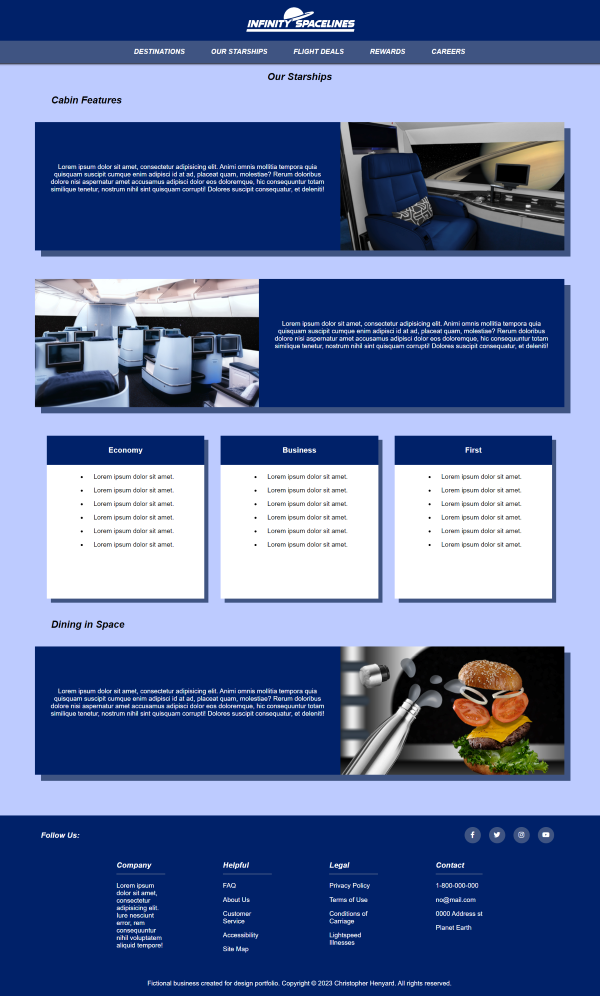 INFINITY SPACELINES
DESTINATIONS OUR STARSHIPS FLIGHT DEALS REWARDS CAREERS
Our Starships
Cabin Features
Lorem ipsum dolor sit amet, consectetur adipisicing elit. Animi omnis mollitia tempora quia
quisquam suscipit cumque enim adipisci id at ad, placeat quam, molestiae? Rerum doloribus
dolore nisi aspernatur amet accusamus adipisci dolor eos doloremque, hic consequuntur totam
similique tenetur, nostrum nihil sint quisquam corrupti! Dolores suscipit consequatur, et deleniti!
Lorem ipsum dolor sit amet, consectetur adipisicing elit. Animi omnis mollitia tempora quia
quisquam suscipit cumque enim adipisci id at ad, placeat quam, molestiae? Rerum doloribus
dolore nisi aspernatur amet accusamus adipisci dolor eos doloremque, hic consequuntur totam
similique tenetur, nostrum nihil sint quisquam corrupti! Dolores suscipit consequatur, et deleniti!
Economy
• Lorem ipsum dolor sit amet.
• Lorem ipsum dolor sit amet.
• Lorem ipsum dolor sit amet.
• Lorem ipsum dolor sit amet.
• Lorem ipsum dolor sit amet.
• Lorem ipsum dolor sit amet.
Business
• Lorem ipsum dolor sit amet.
• Lorem ipsum dolor sit amet.
• Lorem ipsum dolor sit amet.
• Lorem ipsum dolor sit amet.
• Lorem ipsum dolor sit amet.
• Lorem ipsum dolor sit amet.
First
• Lorem ipsum dolor sit amet.
• Lorem ipsum dolor sit amet.
• Lorem ipsum dolor sit amet.
• Lorem ipsum dolor sit amet.
• Lorem ipsum dolor sit amet.
• Lorem ipsum dolor sit amet.
Dining in Space
Lorem ipsum dolor sit amet, consectetur adipisicing elit. Animi omnis mollitia tempora quia
quisquam suscipit cumque enim adipisci id at ad, placeat quam, molestiae? Rerum doloribus
dolore nisi aspernatur amet accusamus adipisci dolor eos doloremque, hic consequuntur totam
similique tenetur, nostrum nihil sint quisquam corrupti! Dolores suscipit consequatur, et deleniti!
Follow Us:
Company
Lorem ipsum
dolor sit amet,
consectetur
adipisicing elit.
Iure nesciunt
error, rem
consequuntur
nihil voluptatem
aliquid tempore!
Helpful
FAQ
About Us
Customer
Service
Accessibility
Site Map
Legal
Privacy Policy
Terms of Use
Conditions of
Carriage
Lightspeed
Illnesses
Contact
1-800-000-000
no@mail.com
0000 Address st
Planet Earth
Fictional business created for design portfolio. Copyright © 2023 Christopher Henyard. All rights reserved.